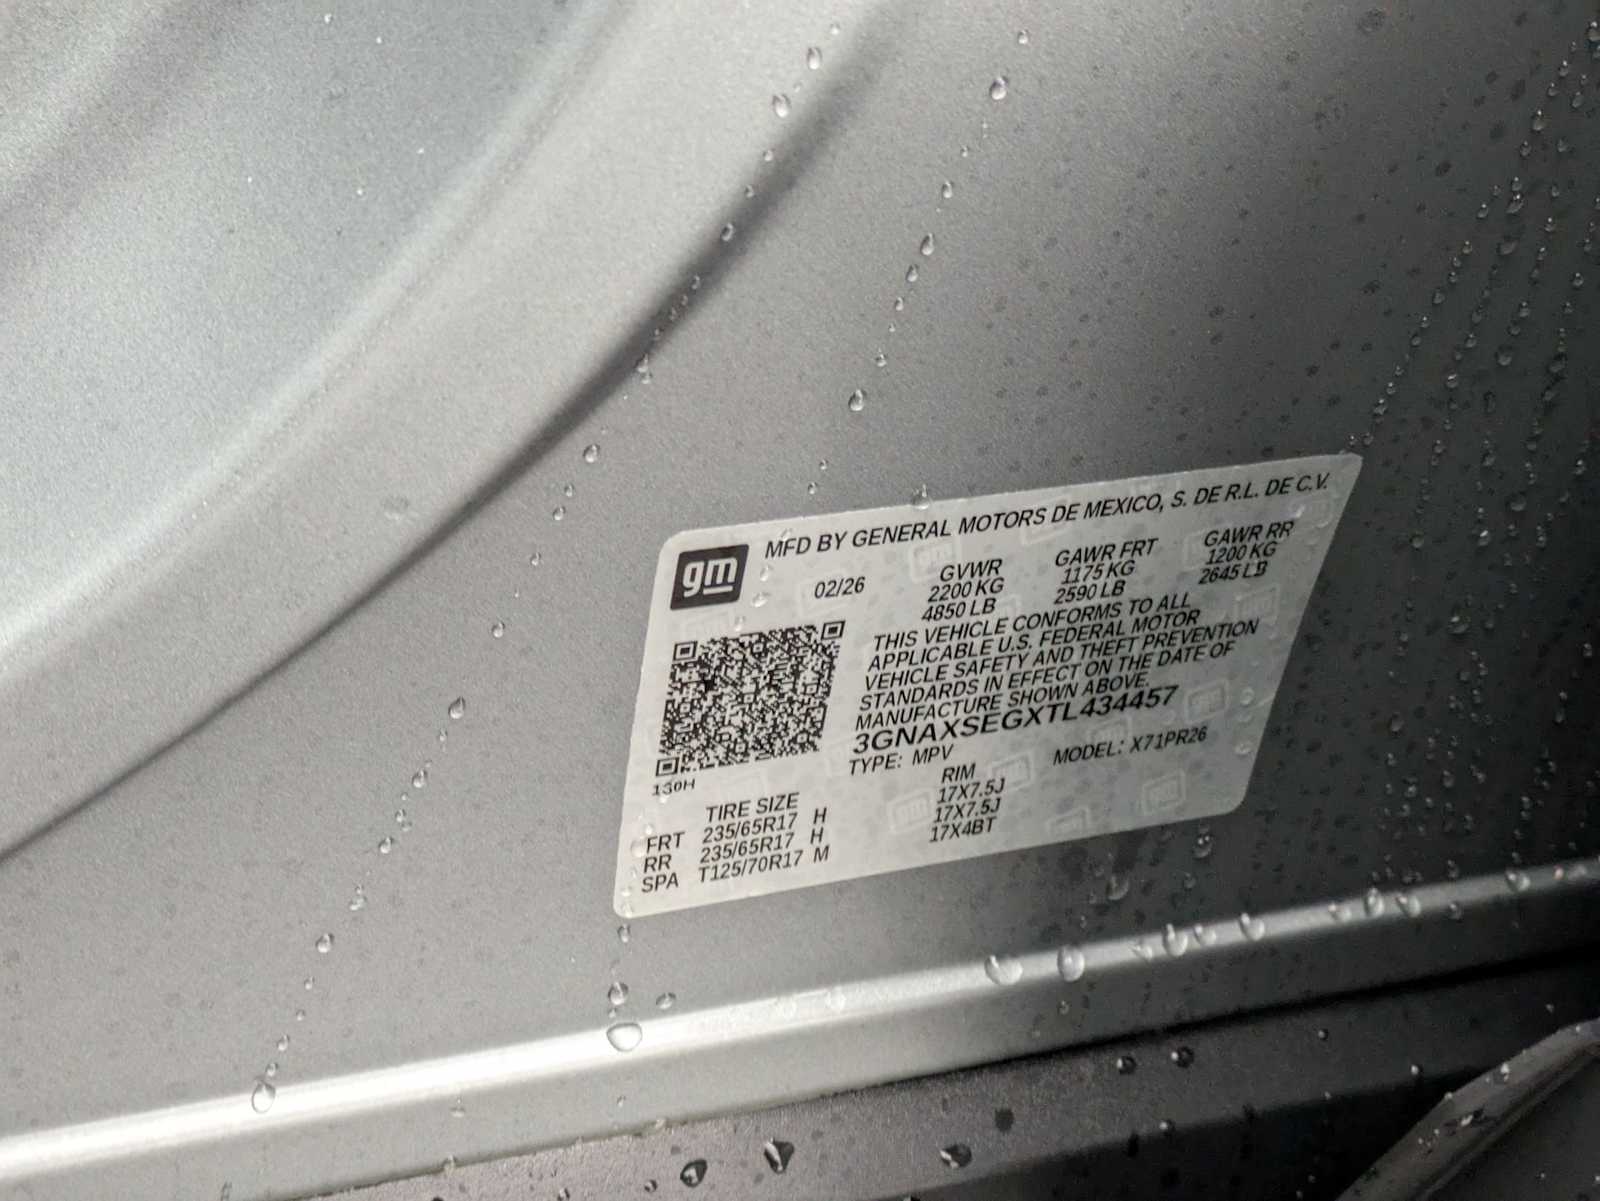 gm
MFD BY GENERAL MOTORS DE MEXICO, S. DE R.L. DE C.V.
02/26 GVWR GAWR FRT GAWR RR
2200 KG 1175 KG 1200 KG
4850 LB 2590 LB 2645 LB
THIS VEHICLE CONFORMS TO ALL
APPLICABLE U.S. FEDERAL MOTOR
VEHICLE SAFETY AND THEFT PREVENTION
STANDARDS IN EFFECT ON THE DATE OF
MANUFACTURE SHOWN ABOVE.
3GNAXSEGXTL434457
TYPE: MPV MODEL: X71PR26
130H
TIRE SIZE RIM
FRT 235/65R17 H 17X7.5J
RR 235/65R17 H 17X7.5J
SPA T125/70R17 M 17X4BT